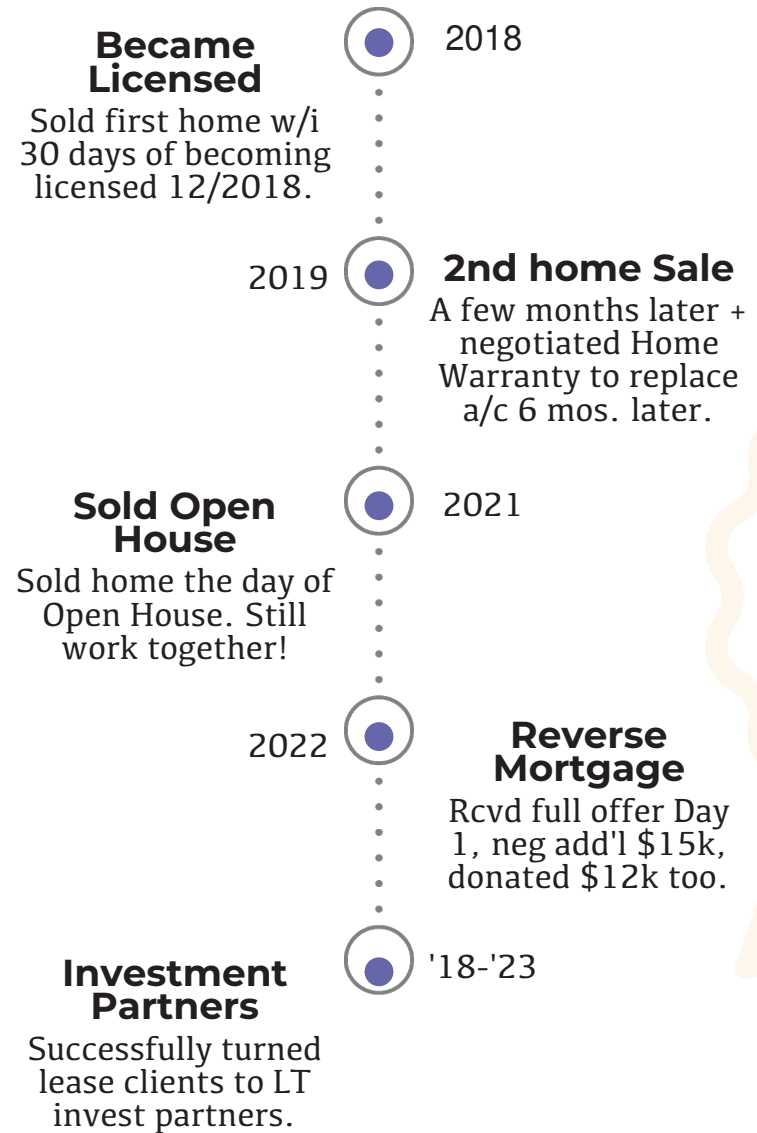 2018
Became
Licensed
Sold first home w/i
30 days of becoming
licensed 12/2018.
2019
2nd home Sale
A few months later +
negotiated Home
Warranty to replace
a/c 6 mos. later.
2021
Sold Open
House
Sold home the day of
Open House. Still
work together!
2022
Reverse
Mortgage
Rcvd full offer Day
1, neg add'l $15k,
donated $12k too.
'18-'23
Investment
Partners
Successfully turned
lease clients to LT
invest partners.